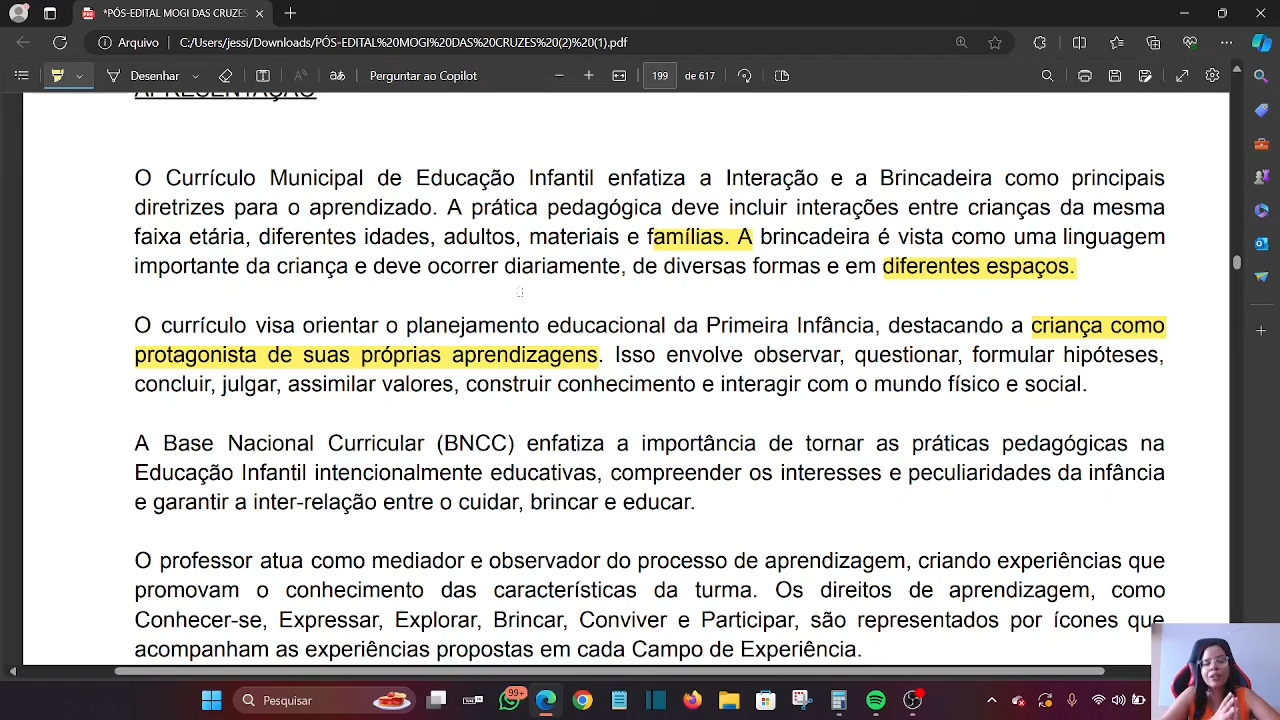 *PÓS-EDITAL MOGI DAS CRUZES
Arquivo
C:/Users/jessi/Downloads/PÓS-EDITAL%20MOGI%20DAS%20CRUZES%20(2)%20(1).pdf
Desenhar
Perguntar ao Copilot
199 de 617
APRESENTAÇÃO
O Currículo Municipal de Educação Infantil enfatiza a Interação e a Brincadeira como principais
diretrizes para o aprendizado. A prática pedagógica deve incluir interações entre crianças da mesma
faixa etária, diferentes idades, adultos, materiais e famílias. A brincadeira é vista como uma linguagem
importante da criança e deve ocorrer diariamente, de diversas formas e em diferentes espaços.
O currículo visa orientar o planejamento educacional da Primeira Infância, destacando a criança como
protagonista de suas próprias aprendizagens. Isso envolve observar, questionar, formular hipóteses,
concluir, julgar, assimilar valores, construir conhecimento e interagir com o mundo físico e social.
A Base Nacional Curricular (BNCC) enfatiza a importância de tornar as práticas pedagógicas na
Educação Infantil intencionalmente educativas, compreender os interesses e peculiaridades da infância
e garantir a inter-relação entre o cuidar, brincar e educar.
O professor atua como mediador e observador do processo de aprendizagem, criando experiências que
promovam o conhecimento das características da turma. Os direitos de aprendizagem, como
Conhecer-se, Expressar, Explorar, Brincar, Conviver e Participar, são representados por ícones que
acompanham as experiências propostas em cada Campo de Experiência.
Pesquisar
99+